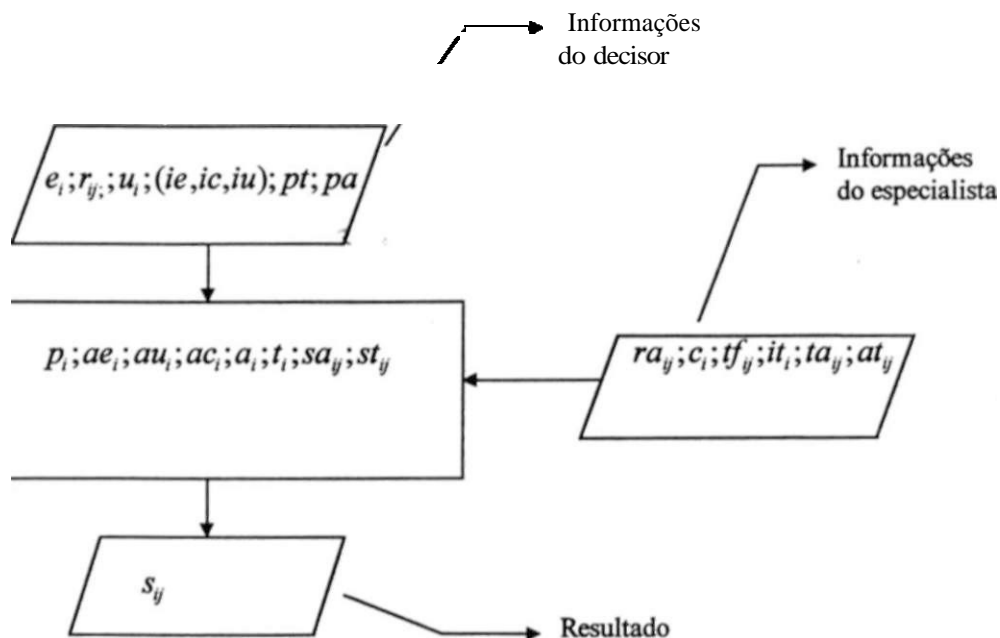 Informações
do decisor
e_i; r_ij;; u_i; (ie, ic, iu); pt; pa
Informações
do especialista
p_i; ae_i; au_i; ac_i; a_i; t_i; sa_ij; st_ij
ra_ij; c_i; tf_ij; it_i; ta_ij; at_ij
s_ij
Resultado